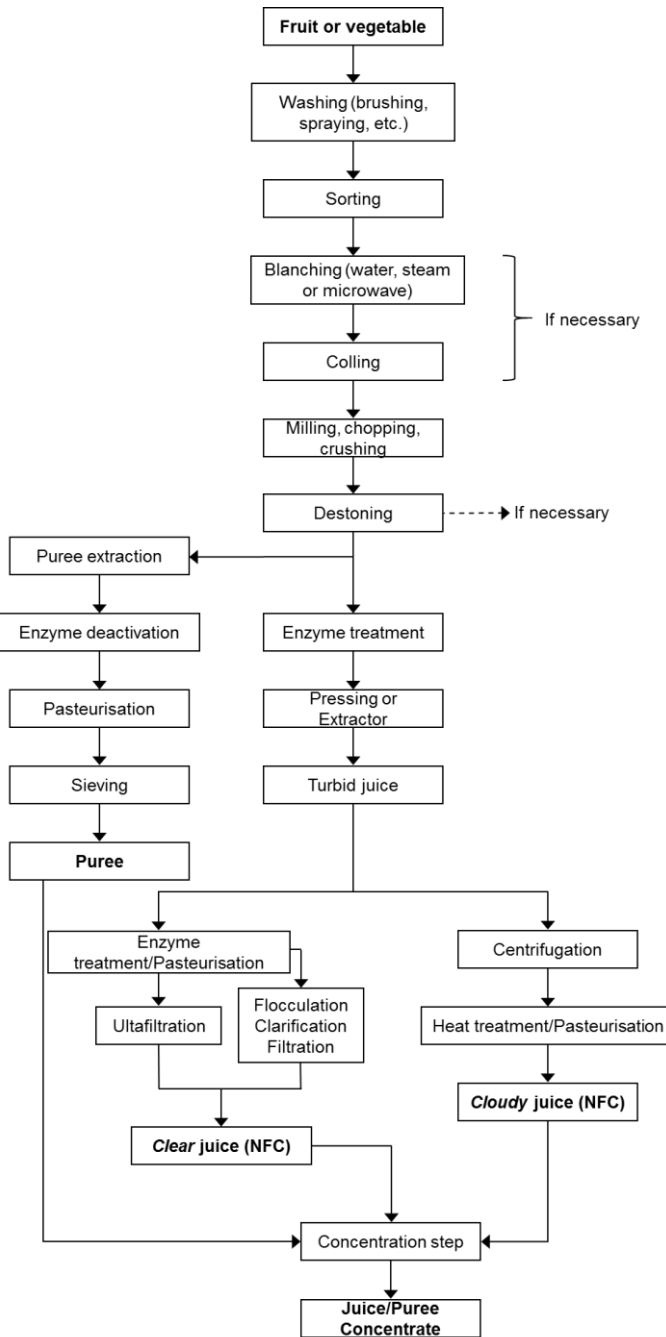 Fruit or vegetable
Washing (brushing,
spraying, etc.)
Sorting
Blanching (water, steam
or microwave)
If necessary
Colling
Milling, chopping,
crushing
Destoning
If necessary
Puree extraction
Enzyme deactivation
Enzyme treatment
Pasteurisation
Pressing or
Extractor
Sieving
Turbid juice
Puree
Enzyme
treatment/Pasteurisation
Centrifugation
Ultafiltration
Flocculation
Clarification
Filtration
Heat treatment/Pasteurisation
Cloudy juice (NFC)
Clear juice (NFC)
Concentration step
Juice/Puree
Concentrate